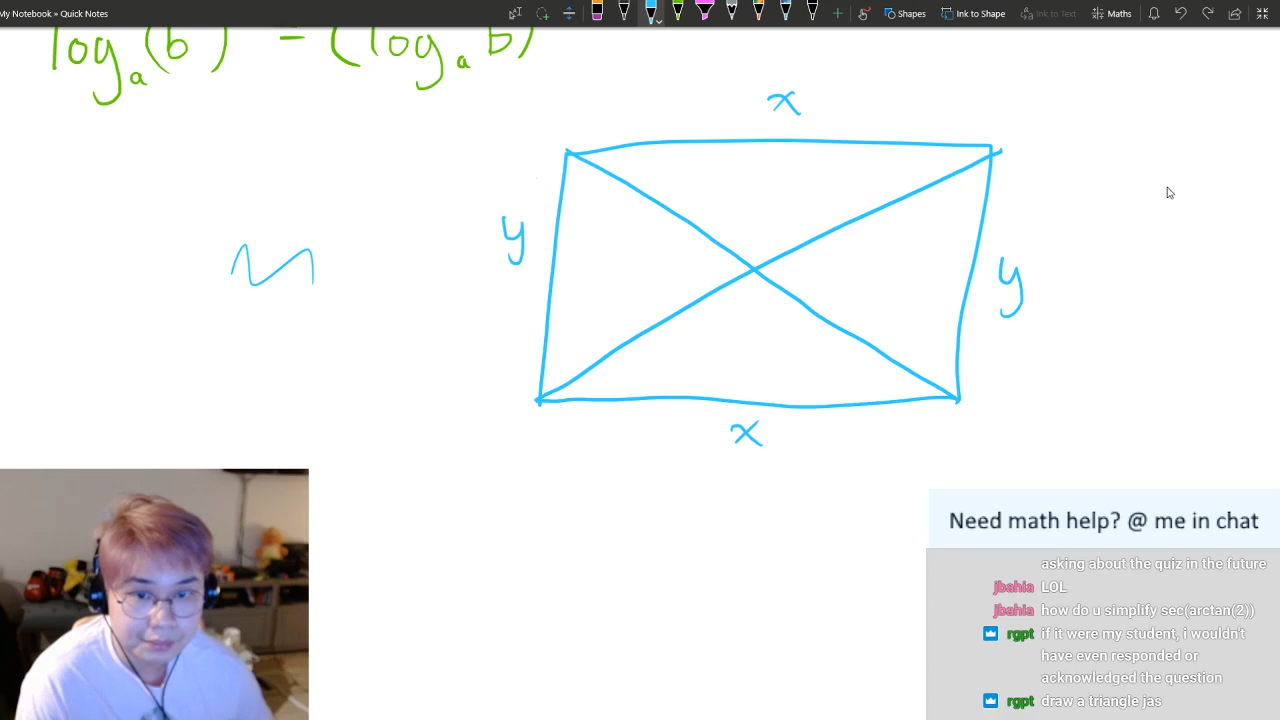 My Notebook » Quick Notes
Shapes
Ink to Shape
Ink to Text
Maths
log_a(b ) = (log_a b)
x
y
y
x
Need math help? @ me in chat
asking about the quiz in the future
jbahia LOL
jbahia how do u simplify sec(arctan(2))
rgpt if it were my student, i wouldn't
have even responded or
acknowledged the question
rgpt draw a triangle jas